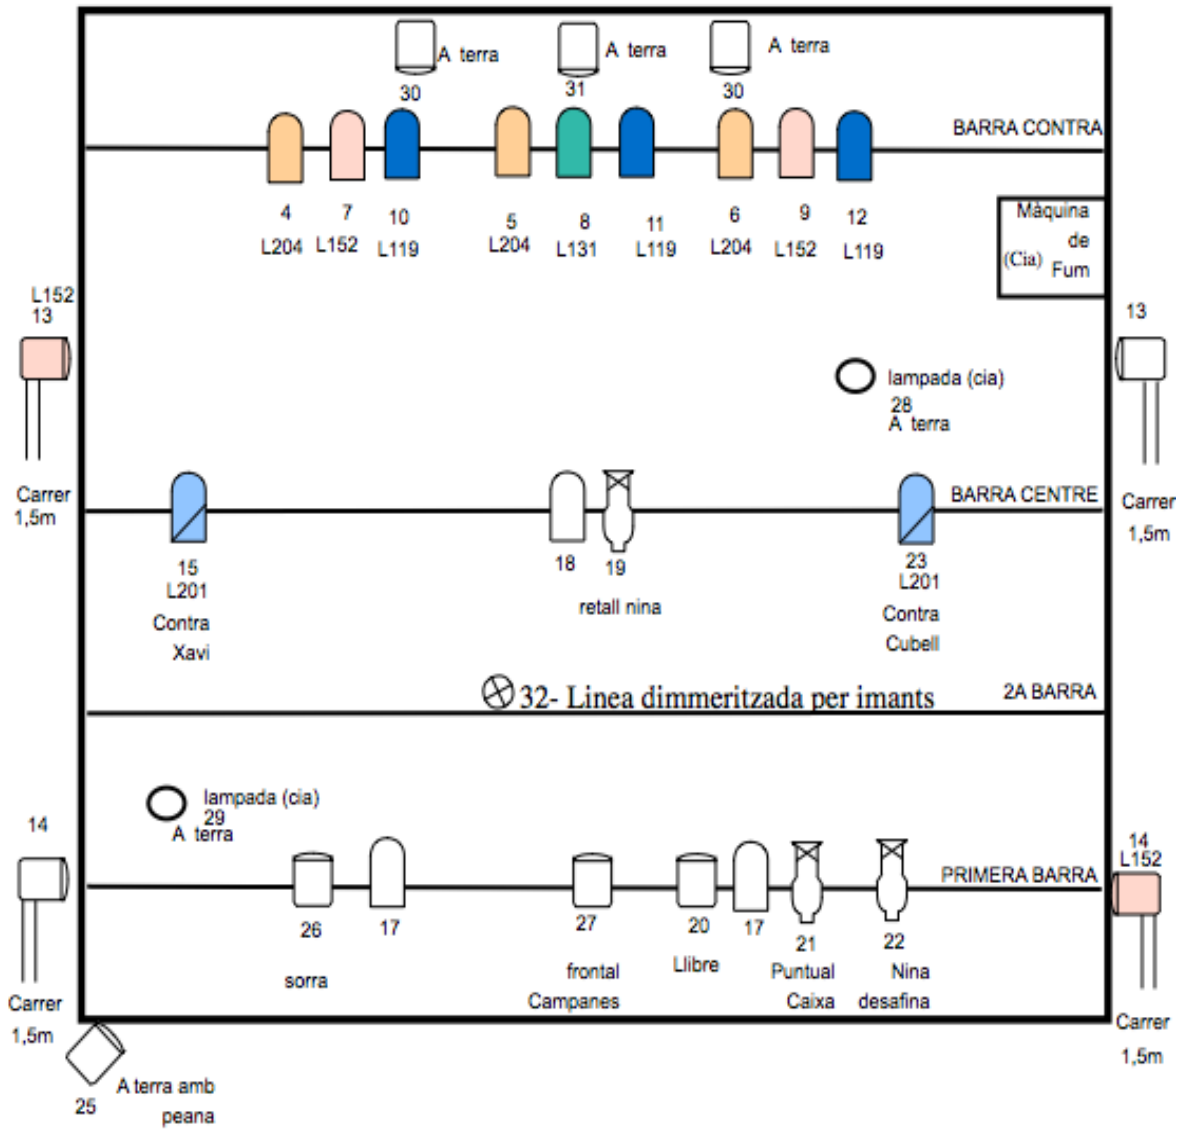 A terra
A terra
A terra
30
31
30
BARRA CONTRA
4
7
10
5
8
11
6
9
12
L204
L152
L119
L204
L131
L119
L204
L152
L119
Màquina
de
(Cia) Fum
L152
13
13
lampada (cia)
28
A terra
Carrer
1,5m
BARRA CENTRE
Carrer
1,5m
15
L201
Contra
Xavi
18
19
retall nina
23
L201
Contra
Cubell
32- Linea dimmeritzada per imants
2A BARRA
lampada (cia)
29
A terra
14
14
L152
PRIMERA BARRA
26
sorra
17
27
frontal
Campanes
20
Llibre
17
21
Puntual
Caixa
22
Nina
desafina
Carrer
1,5m
Carrer
1,5m
25
A terra amb
peana